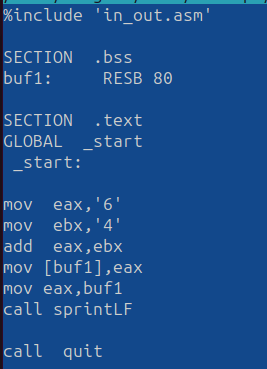 %include 'in_out.asm'
SECTION  .bss
buf1:      RESB 80
SECTION  .text
GLOBAL  _start
 _start:
mov  eax,'6'
mov  ebx,'4'
add  eax,ebx
mov [buf1],eax
mov eax,buf1
call sprintLF
call  quit